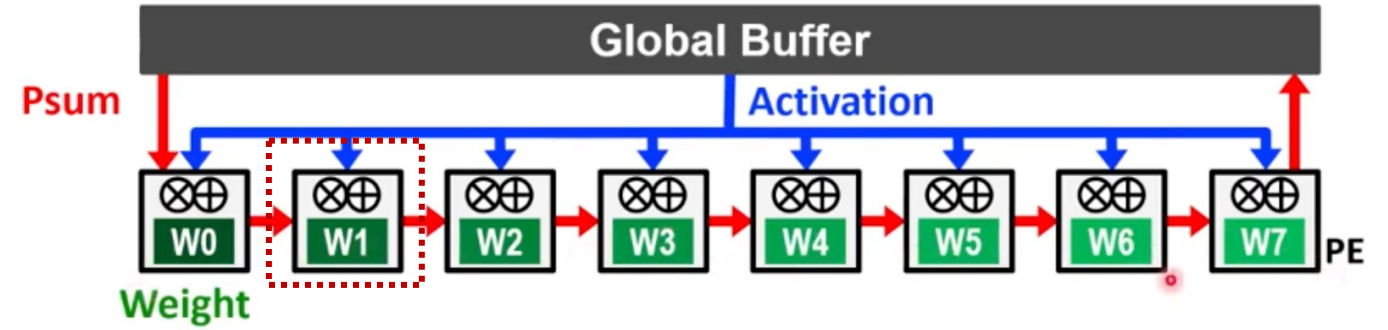 Global Buffer
Psum
Activation
W0 W1 W2 W3 W4 W5 W6 W7
PE
Weight